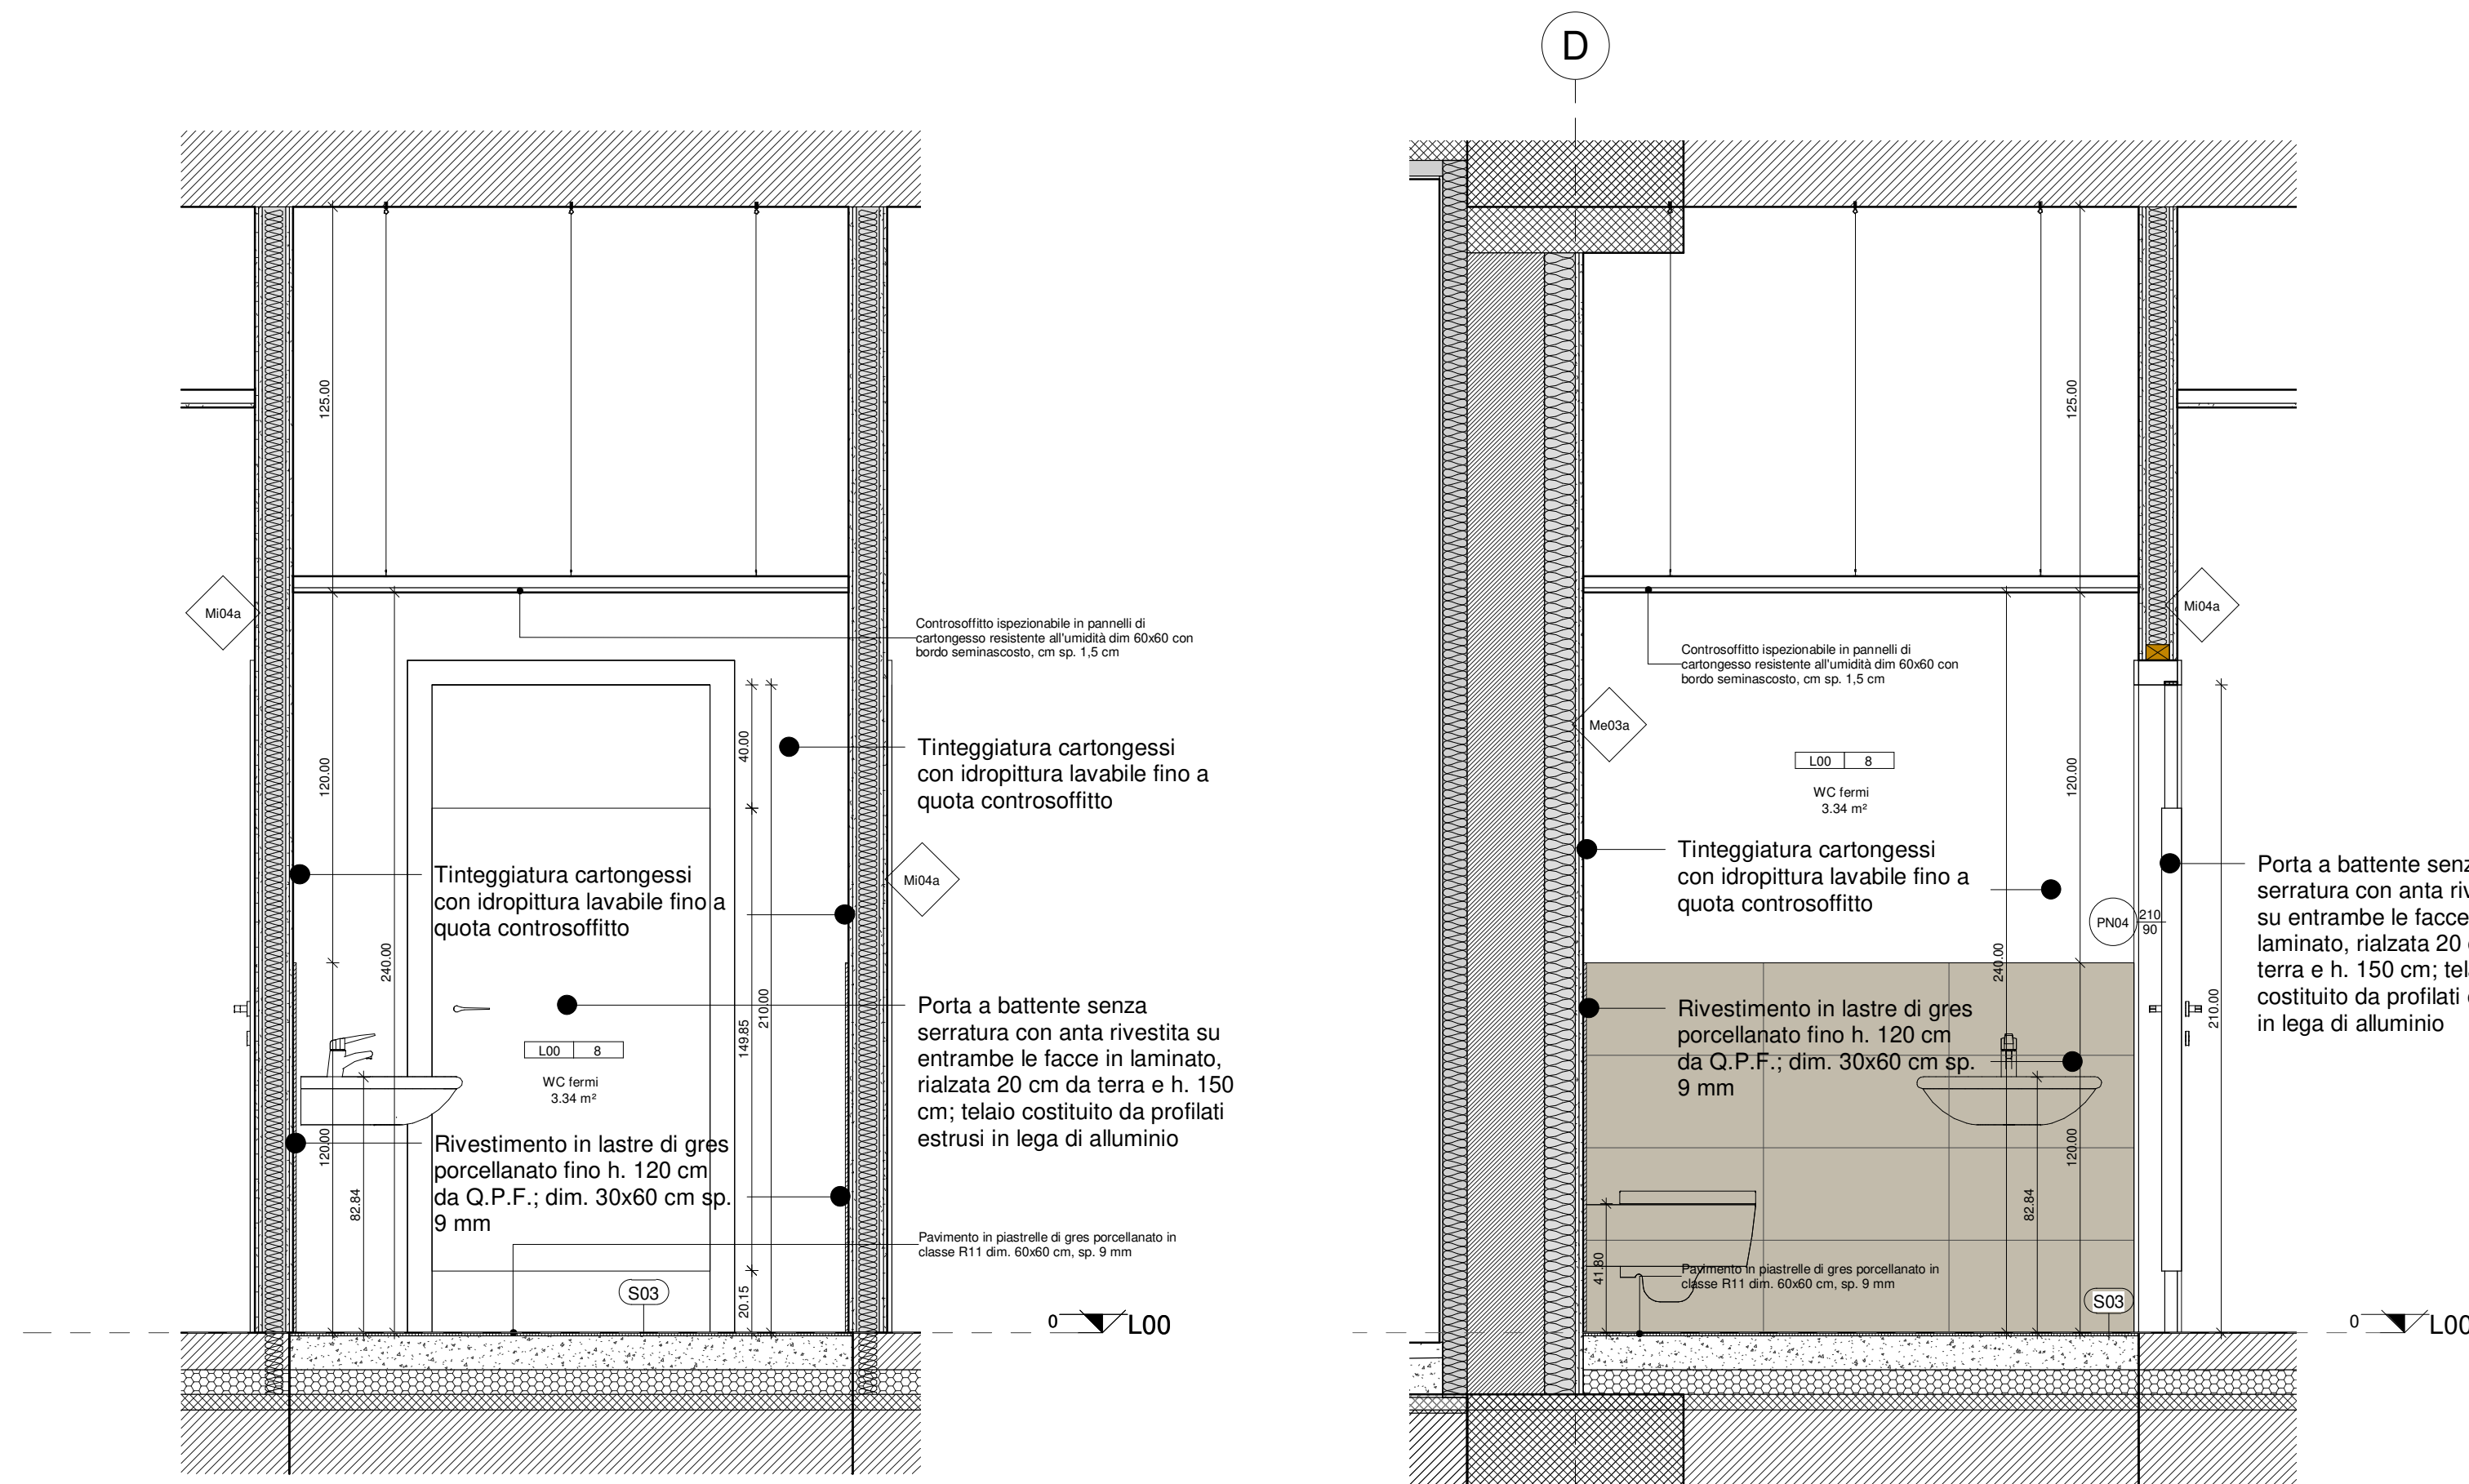 D
125.00
Mi04a
Controsoffitto ispezionabile in pannelli di
cartongesso resistente all'umidità dim 60x60 con
bordo seminascosto, cm sp. 1,5 cm
40.00
Tinteggiatura cartongessi
con idropittura lavabile fino a
quota controsoffitto
120.00
Tinteggiatura cartongessi
con idropittura lavabile fino a
quota controsoffitto
Mi04a
240.00
210.00
149.85
Porta a battente senza
serratura con anta rivestita su
entrambe le facce in laminato,
rialzata 20 cm da terra e h. 150
cm; telaio costituito da profilati
estrusi in lega di alluminio
L00 8
WC fermi
3.34 m²
120.00
82.84
Rivestimento in lastre di gres
porcellanato fino h. 120 cm
da Q.P.F.; dim. 30x60 cm sp.
9 mm
Pavimento in piastrelle di gres porcellanato in
classe R11 dim. 60x60 cm, sp. 9 mm
20.15
S03
0 L00
125.00
Mi04a
Controsoffitto ispezionabile in pannelli di
cartongesso resistente all'umidità dim 60x60 con
bordo seminascosto, cm sp. 1,5 cm
Me03a
L00 8
WC fermi
3.34 m²
120.00
Tinteggiatura cartongessi
con idropittura lavabile fino a
quota controsoffitto
PN04
210
90
240.00
210.00
Porta a battente
serratura con anta
su entrambe le facce
laminato, rialzata 20
terra e h. 150 cm;
costituito da profilati
in lega di alluminio
Rivestimento in lastre di gres
porcellanato fino h. 120 cm
da Q.P.F.; dim. 30x60 cm sp.
9 mm
120.00
82.84
41.80
Pavimento in piastrelle di gres porcellanato in
classe R11 dim. 60x60 cm, sp. 9 mm
S03
0 L00